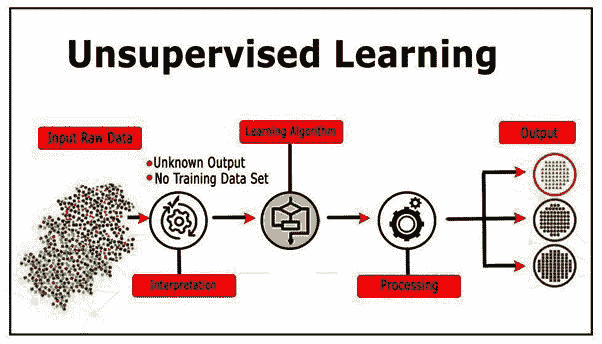 Unsupervised Learning
Input Raw Data
Unknown Output
No Training Data Set
Learning Algorithm
Output
Interpretation
Processing